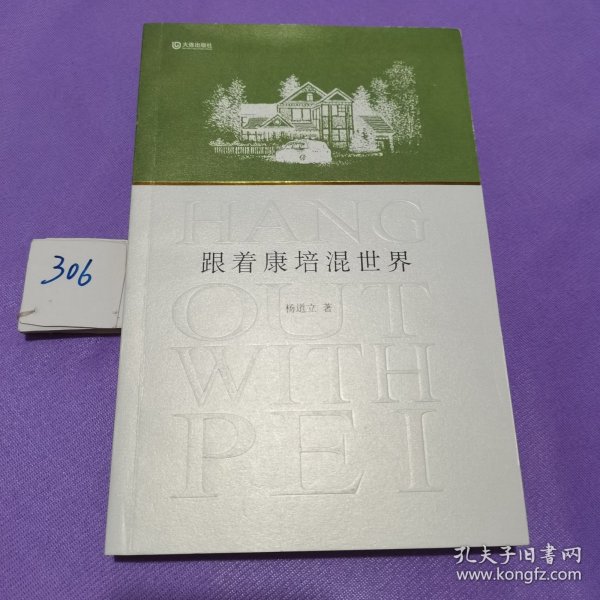 大连出版社
HANG
跟着康培混世界
OUT
杨道立 著
WITH
PEI
306
孔夫子旧书网
www.kongfz.com